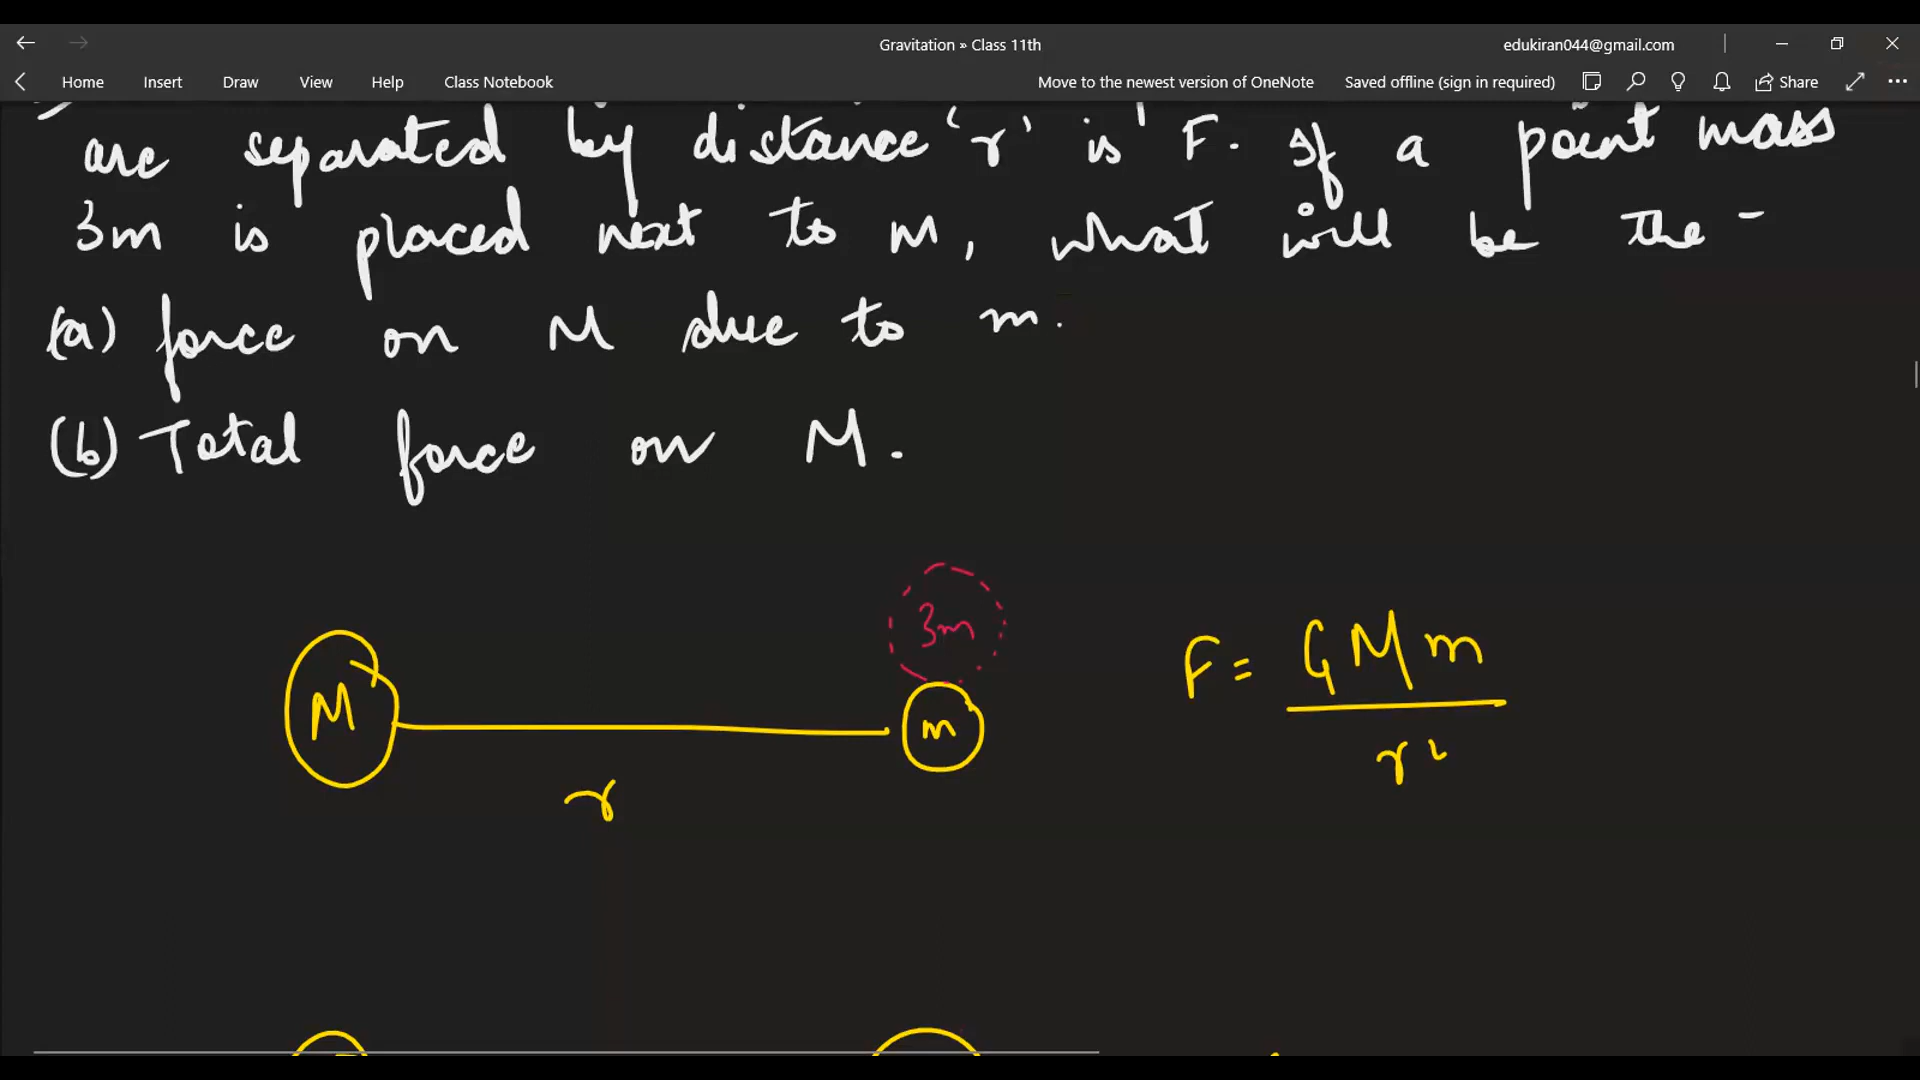 Gravitation » Class 11th
edukiran044@gmail.com
Home Insert Draw View Help Class Notebook Move to the newest version of OneNote Saved offline (sign in required) Share
are separated by distance 'r' is F. If a point mass
3m is placed next to m, what will be the -
(a) force on M due to m.
(b) Total force on M.
3m
M m
r
F = GMm
r²